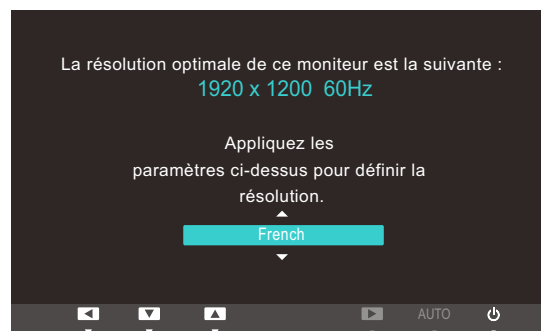 La résolution optimale de ce moniteur est la suivante :
1920 x 1200 60Hz
Appliquez les
paramètres ci-dessus pour définir la
résolution.
French
AUTO